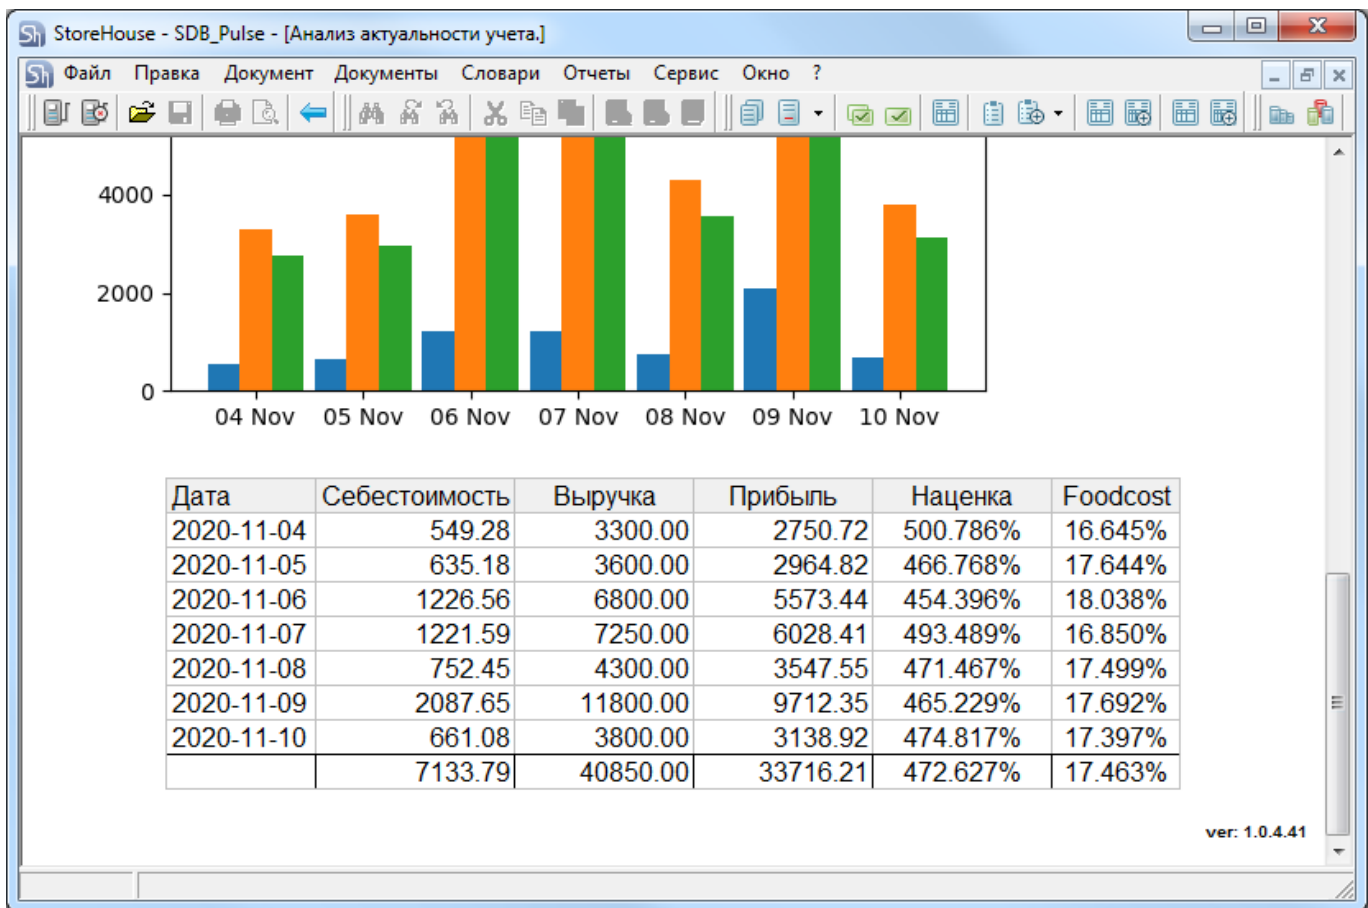 StoreHouse - SDB_Pulse - [Анализ актуальности учета.]
Файл Правка Документ Документы Словари Отчеты Сервис Окно ?
4000
2000
0
04 Nov 05 Nov 06 Nov 07 Nov 08 Nov 09 Nov 10 Nov
Дата Себестоимость Выручка Прибыль Наценка Foodcost
2020-11-04 549.28 3300.00 2750.72 500.786% 16.645%
2020-11-05 635.18 3600.00 2964.82 466.768% 17.644%
2020-11-06 1226.56 6800.00 5573.44 454.396% 18.038%
2020-11-07 1221.59 7250.00 6028.41 493.489% 16.850%
2020-11-08 752.45 4300.00 3547.55 471.467% 17.499%
2020-11-09 2087.65 11800.00 9712.35 465.229% 17.692%
2020-11-10 661.08 3800.00 3138.92 474.817% 17.397%
7133.79 40850.00 33716.21 472.627% 17.463%
ver: 1.0.4.41